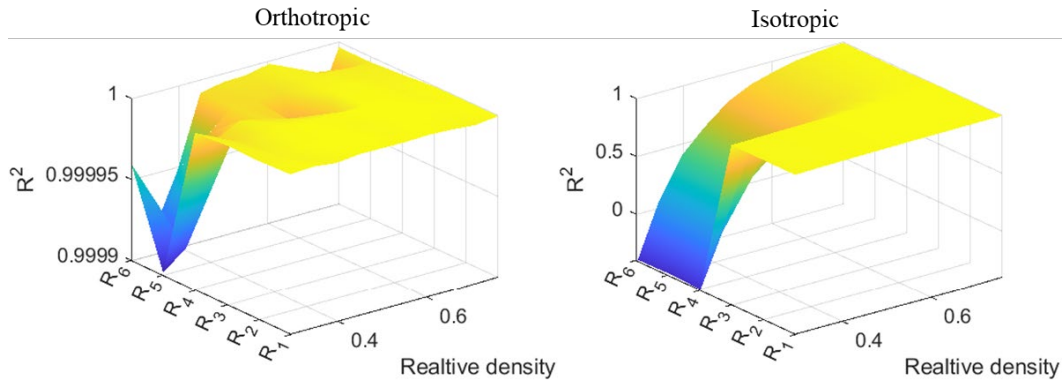 Orthotropic
Isotropic
1
0.99995
0.9999
R²
R₆
R₅
R₄
R₃
R₂
R₁
0.4
0.6
Realtive density
1
0.5
0
R²
R₆
R₅
R₄
R₃
R₂
R₁
0.4
0.6
Realtive density